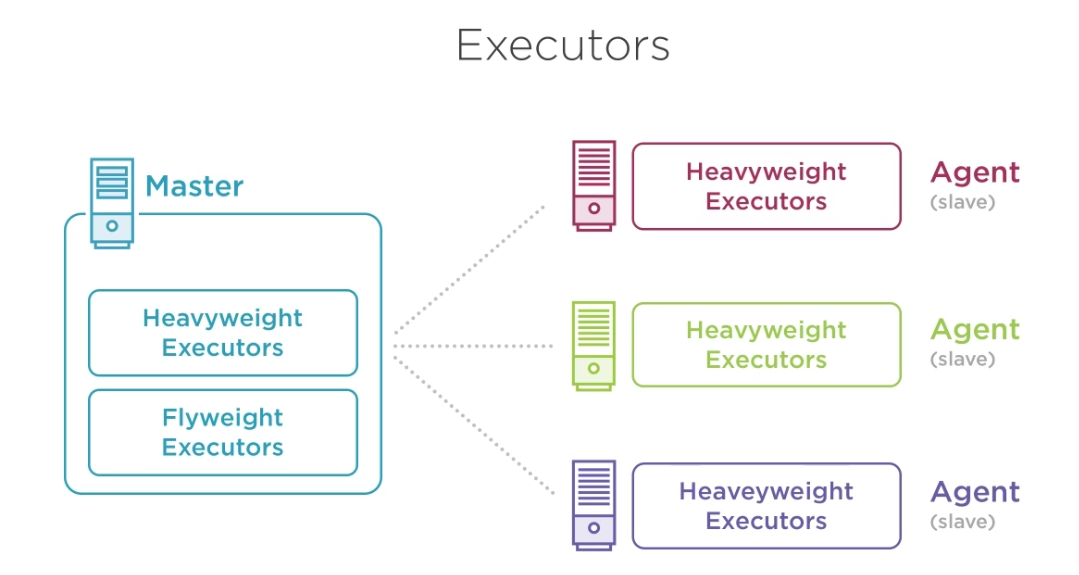 Executors
Master
Heavyweight
Executors
Flyweight
Executors
Heavyweight
Executors
Agent
(slave)
Heavyweight
Executors
Agent
(slave)
Heaveyweight
Executors
Agent
(slave)